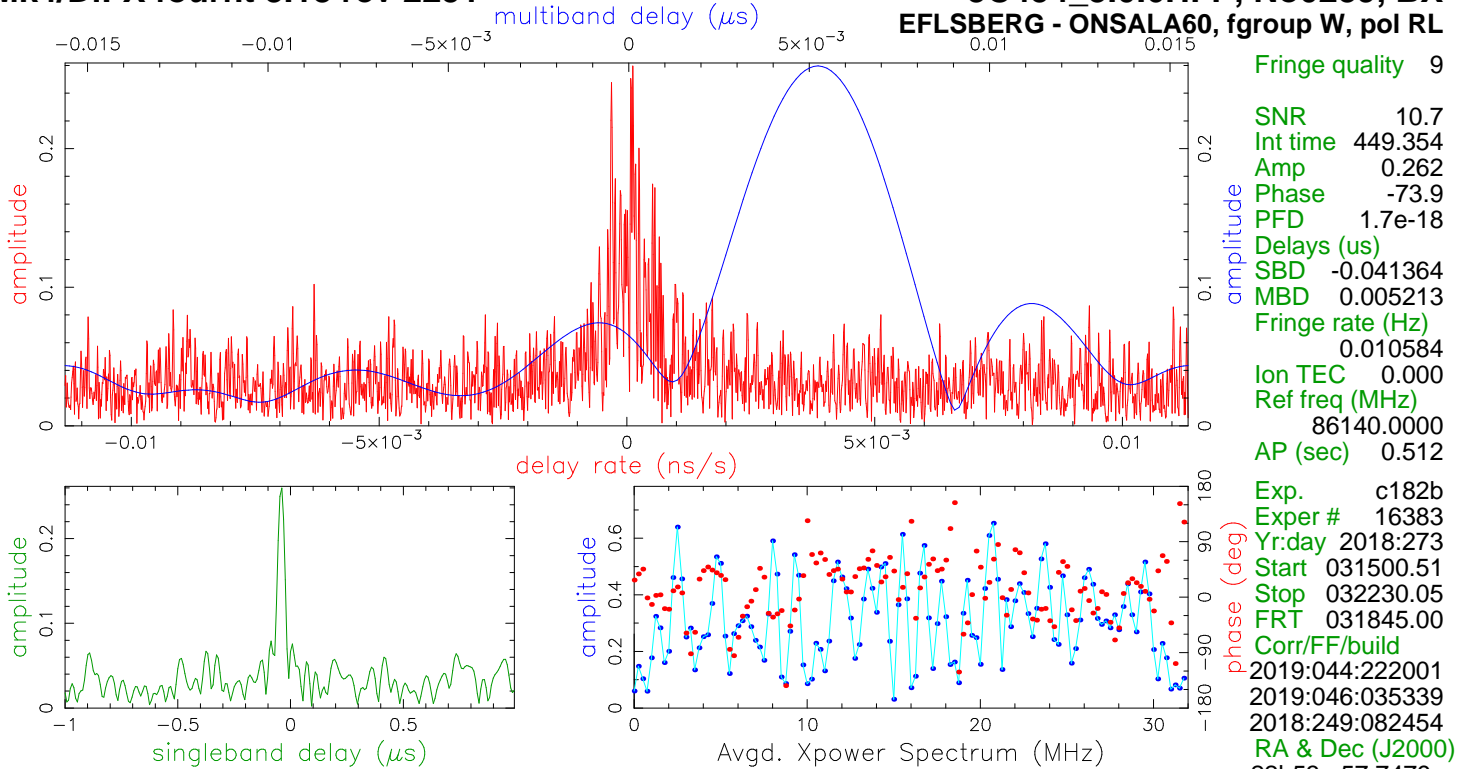 multiband delay (μs)
EFLSBERG - ONSALA60, fgroup W, pol RL
−0.015 −0.01 −5×10⁻³ 0 5×10⁻³ 0.01 0.015
amplitude
0 0.1 0.2
amplitude
0 0.1 0.2
−0.01 −5×10⁻³ 0 5×10⁻³ 0.01
delay rate (ns/s)
amplitude
0 0.1 0.2
−1 −0.5 0 0.5
singleband delay (μs)
amplitude
0 0.2 0.4 0.6
phase (deg)
−180 −90 0 90 180
0 10 20 30
Avgd. Xpower Spectrum (MHz)
Fringe quality 9
SNR 10.7
Int time 449.354
Amp 0.262
Phase -73.9
PFD 1.7e-18
Delays (us)
SBD -0.041364
MBD 0.005213
Fringe rate (Hz)
0.010584
Ion TEC 0.000
Ref freq (MHz)
86140.0000
AP (sec) 0.512
Exp. c182b
Exper # 16383
Yr:day 2018:273
Start 031500.51
Stop 032230.05
FRT 031845.00
Corr/FF/build
2019:044:222001
2019:046:035339
2018:249:082454
RA & Dec (J2000)